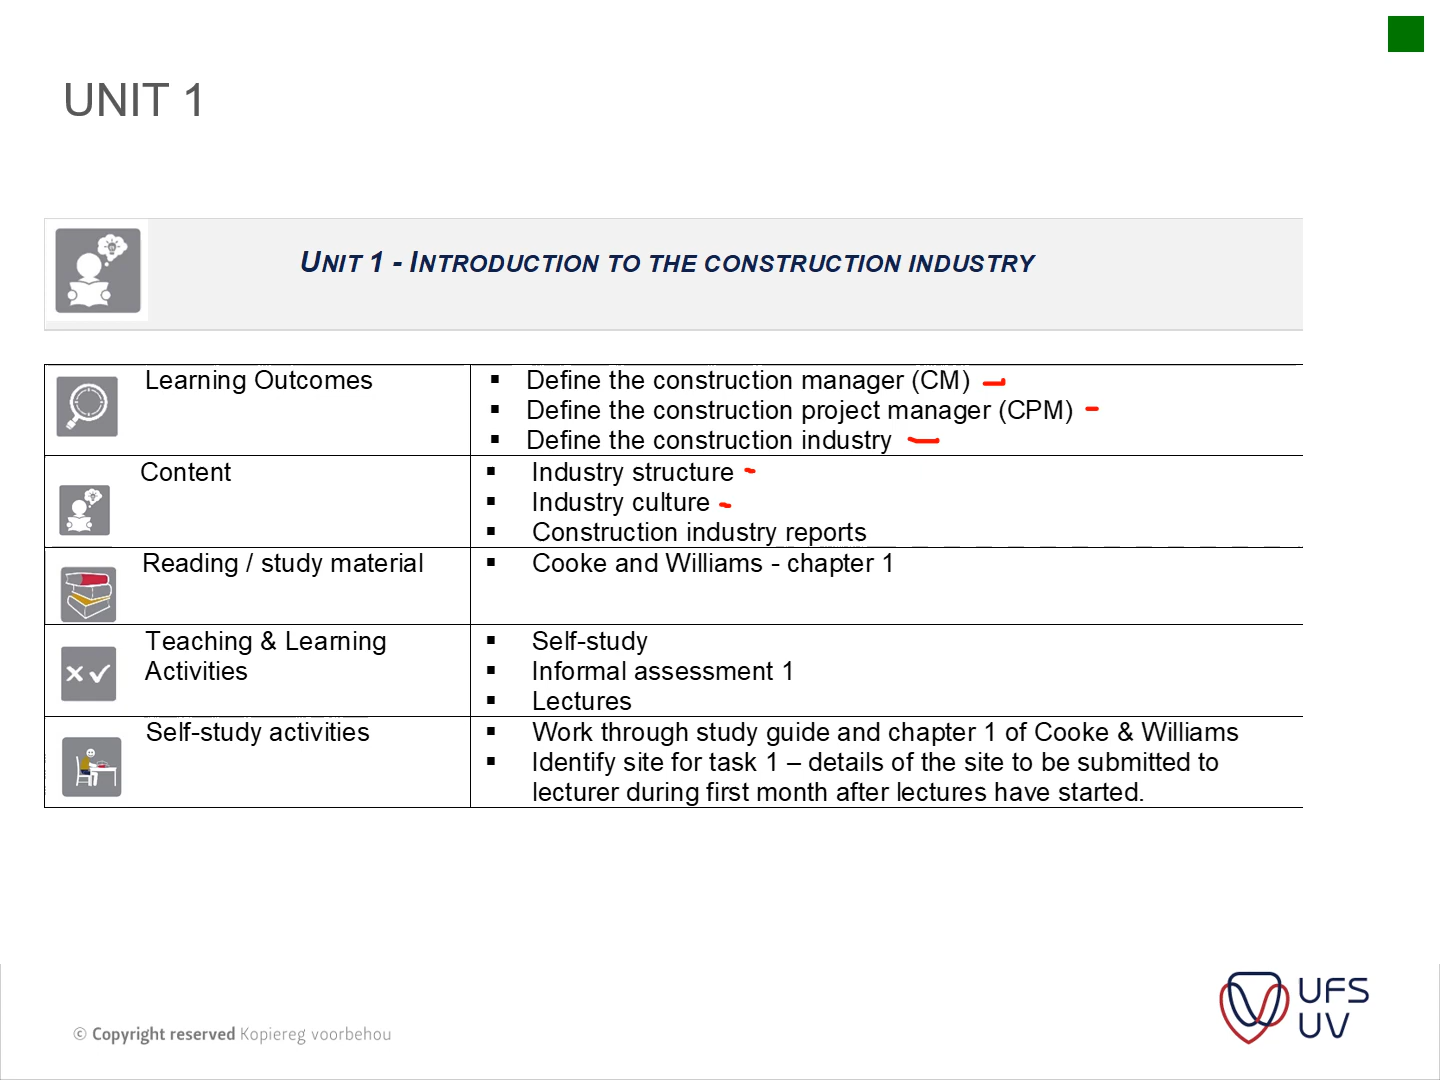 UNIT 1
UNIT 1 - INTRODUCTION TO THE CONSTRUCTION INDUSTRY
Learning Outcomes
▪ Define the construction manager (CM)
▪ Define the construction project manager (CPM)
▪ Define the construction industry
Content
▪ Industry structure
▪ Industry culture
▪ Construction industry reports
Reading / study material
▪ Cooke and Williams - chapter 1
Teaching & Learning
Activities
▪ Self-study
▪ Informal assessment 1
▪ Lectures
Self-study activities
▪ Work through study guide and chapter 1 of Cooke & Williams
▪ Identify site for task 1 – details of the site to be submitted to
lecturer during first month after lectures have started.
© Copyright reserved Kopiereg voorbehou
UFS
UV